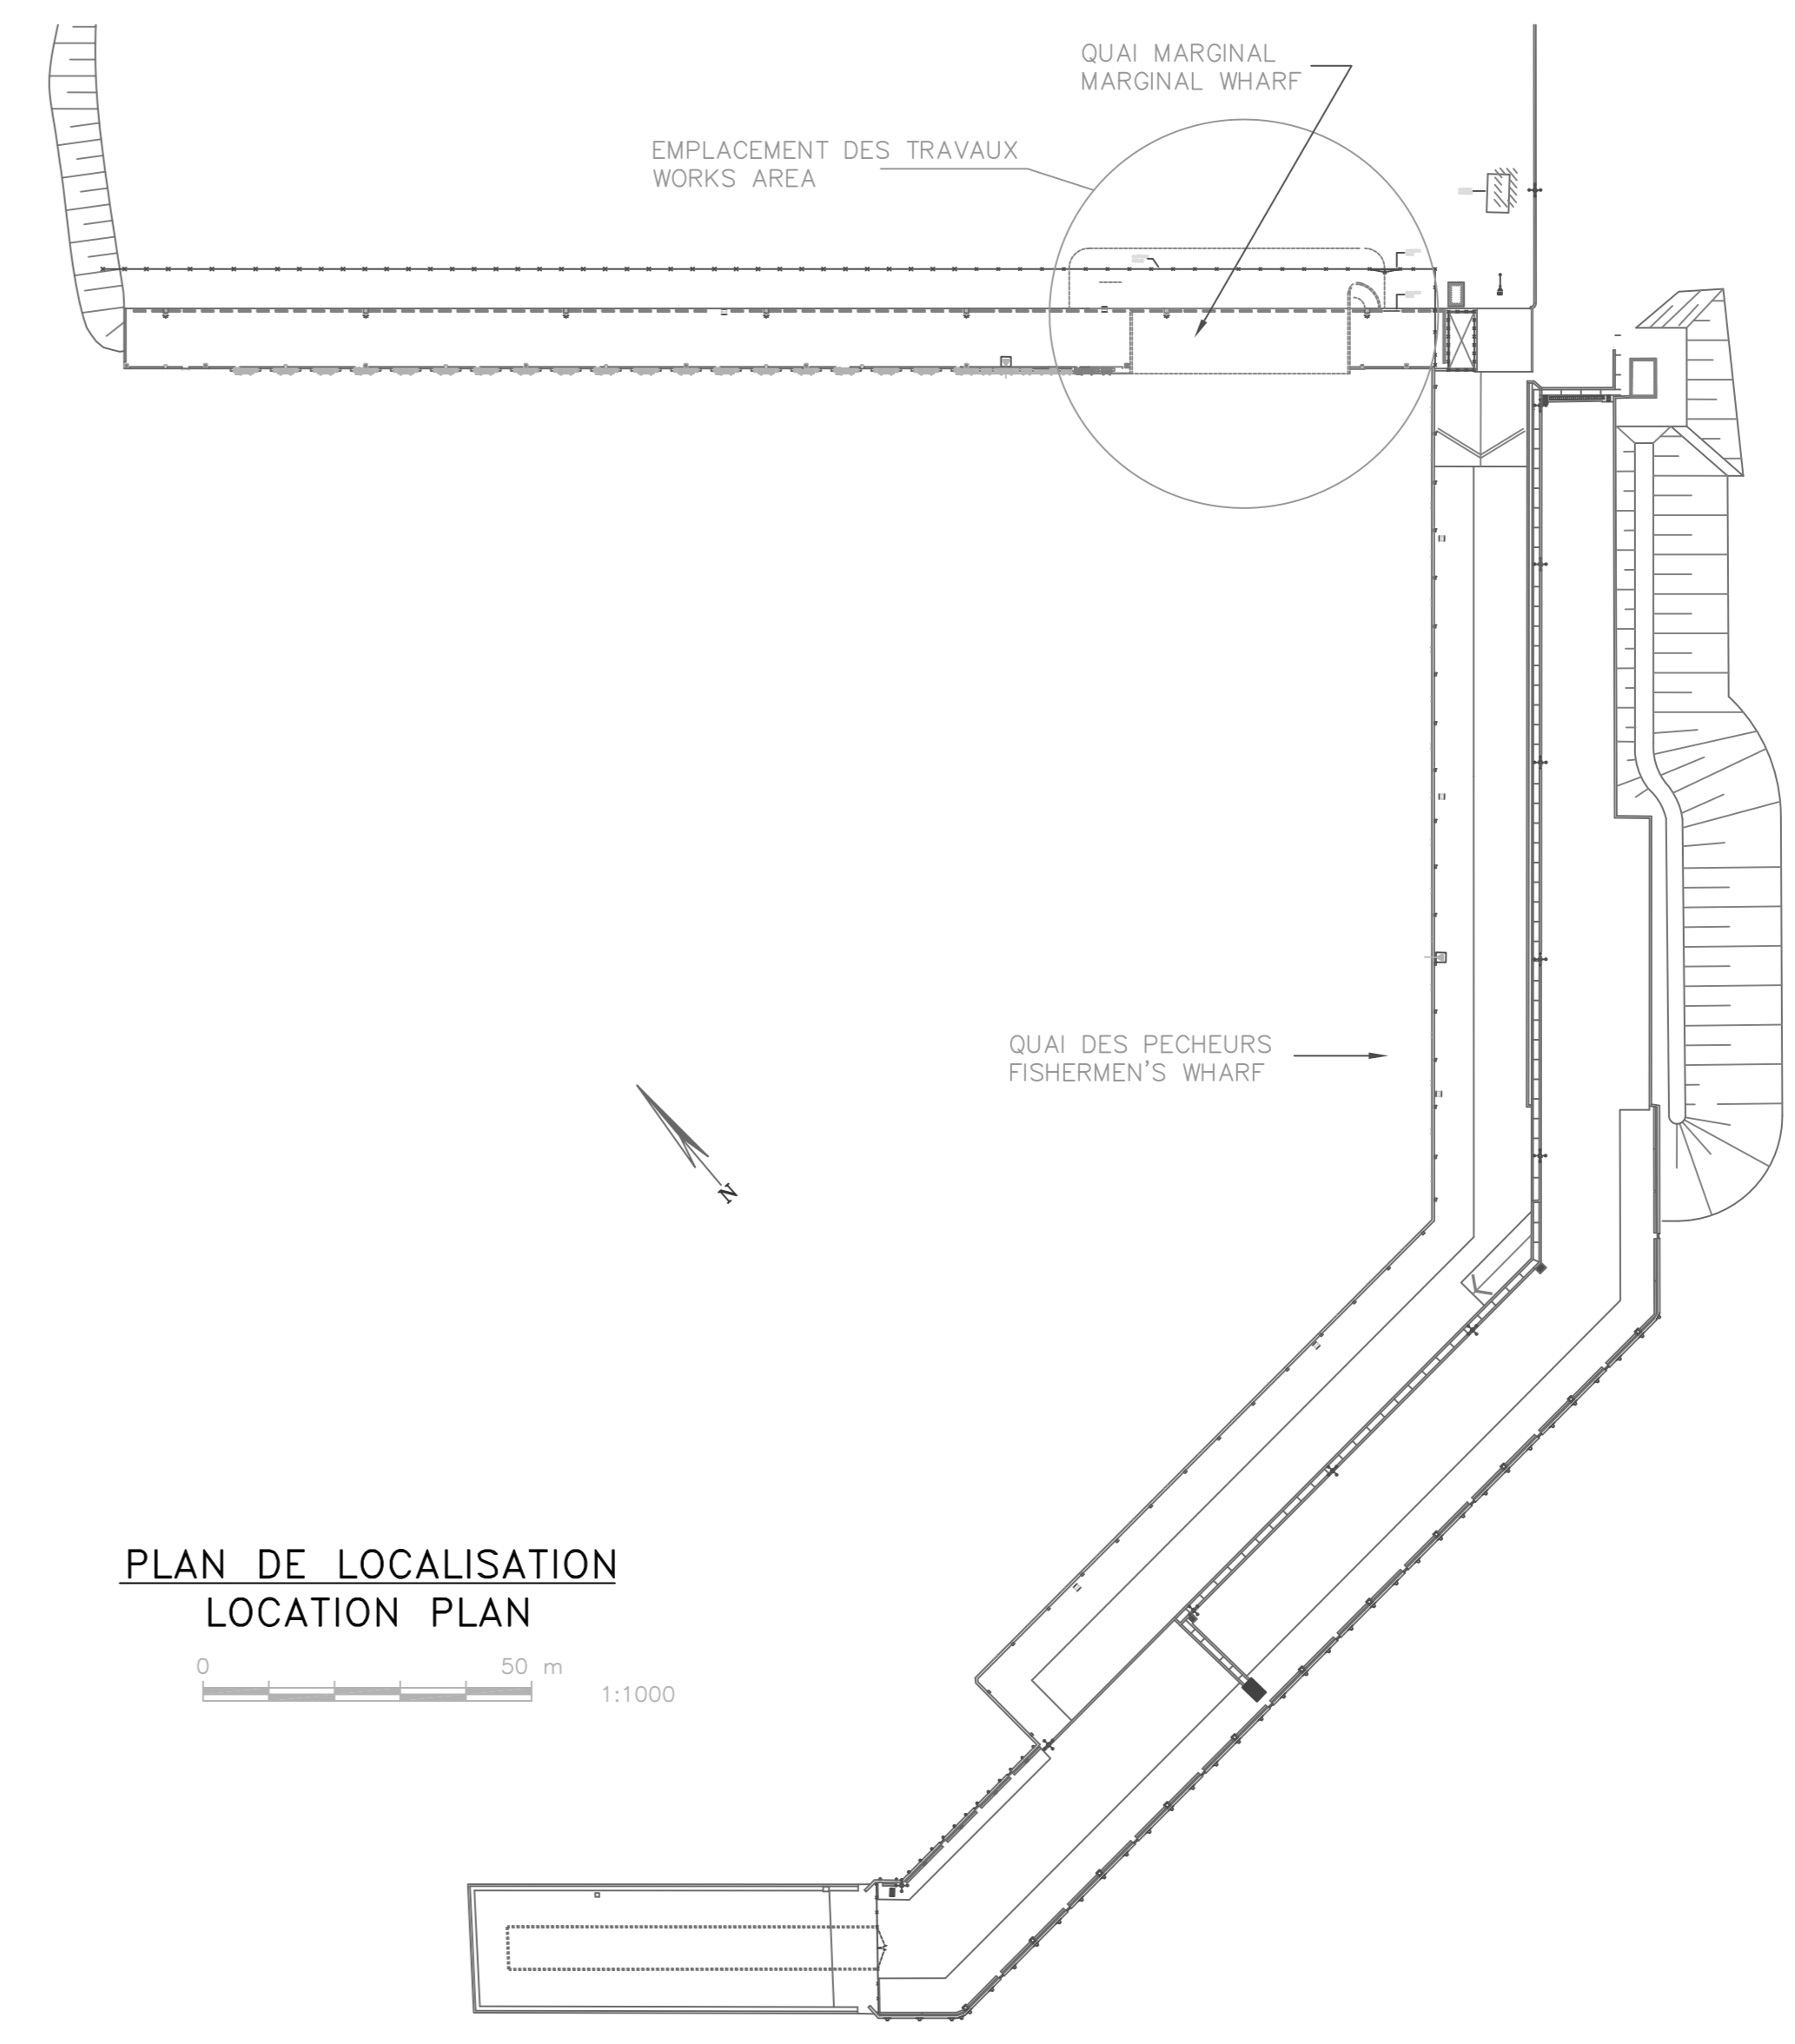 QUAI MARGINAL
MARGINAL WHARF
EMPLACEMENT DES TRAVAUX
WORKS AREA
QUAI DES PECHEURS
FISHERMEN'S WHARF
N
PLAN DE LOCALISATION
LOCATION PLAN
0 50 m
1:1000